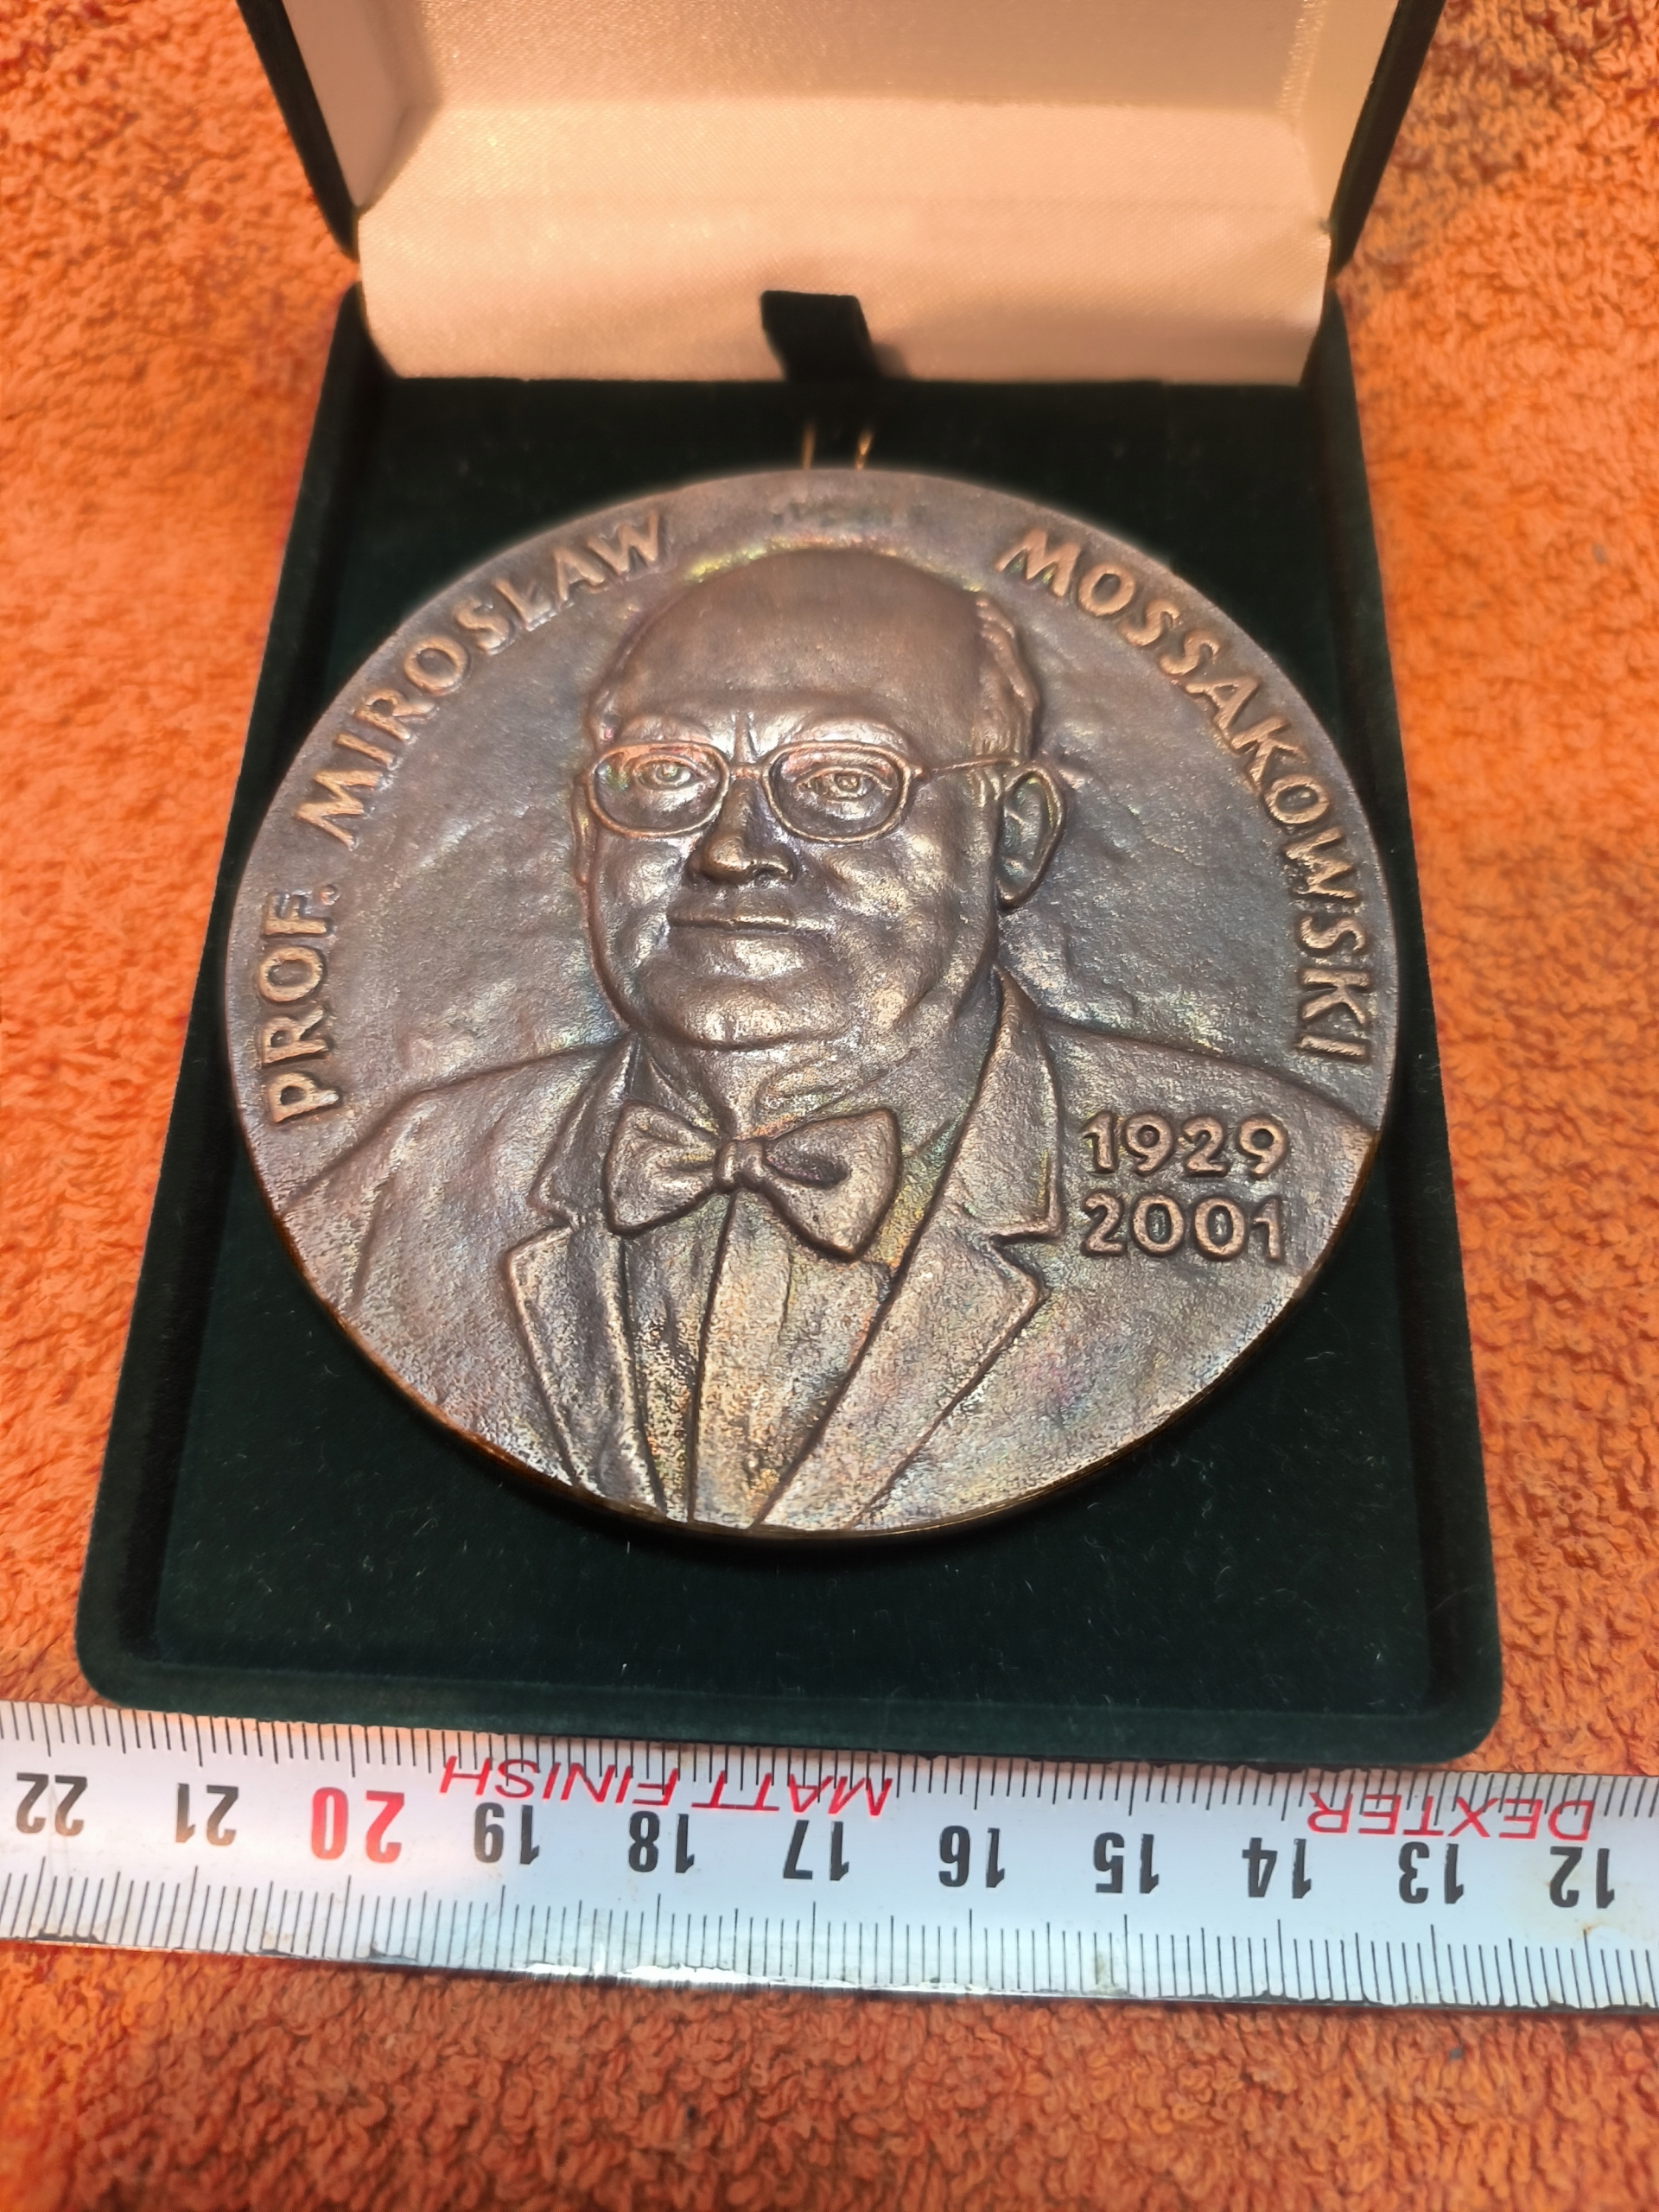 PROF. MIROSŁAW MOSSAKOWSKI
1929
2001
DEXTER MATT FINISH
12 13 14 15 16 17 18 19 20 21 22